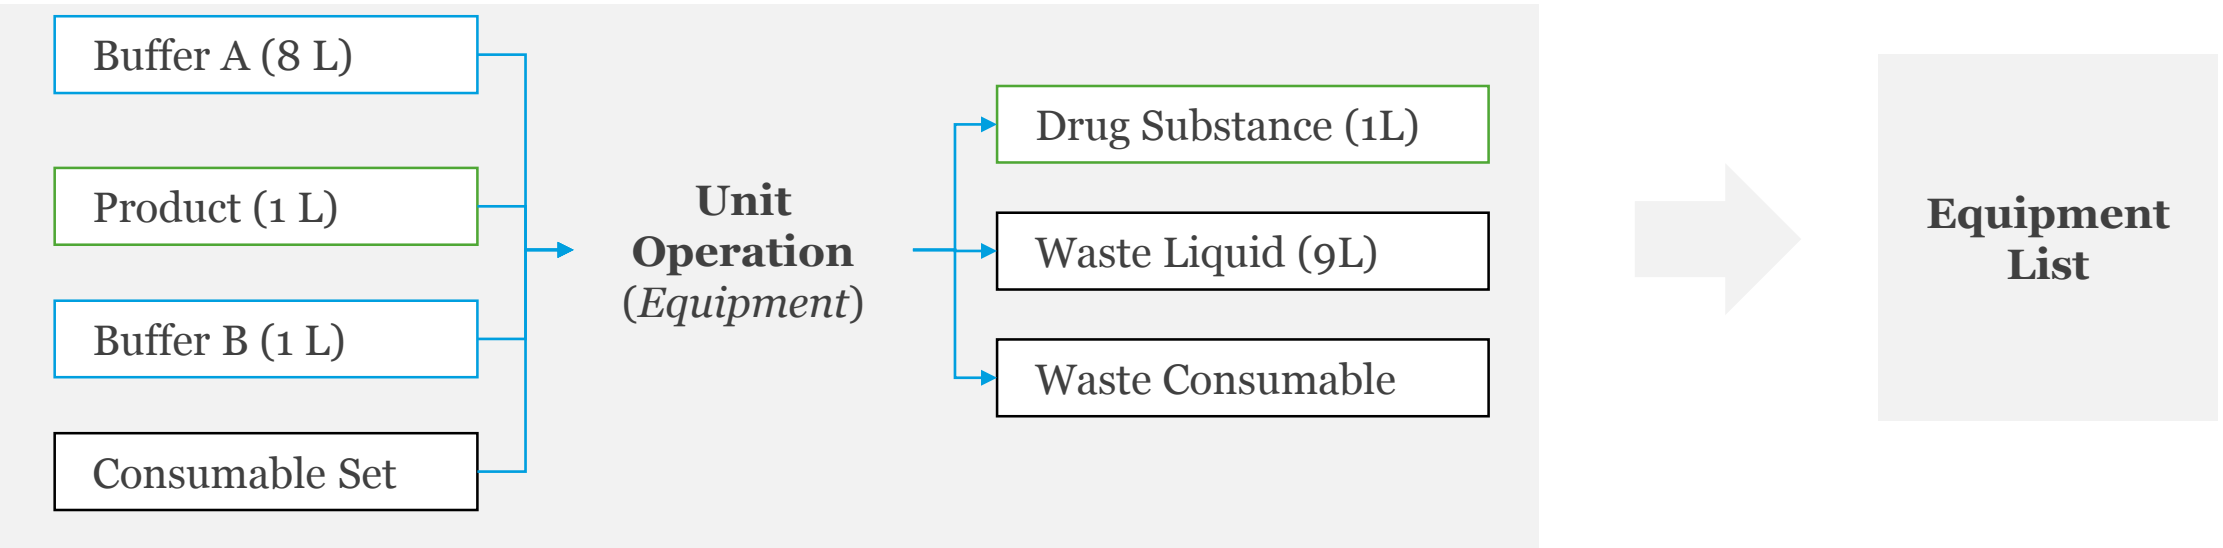 Buffer A (8 L)
Product (1 L)
Buffer B (1 L)
Consumable Set
Unit
Operation
(Equipment)
Drug Substance (1L)
Waste Liquid (9L)
Waste Consumable
Equipment
List